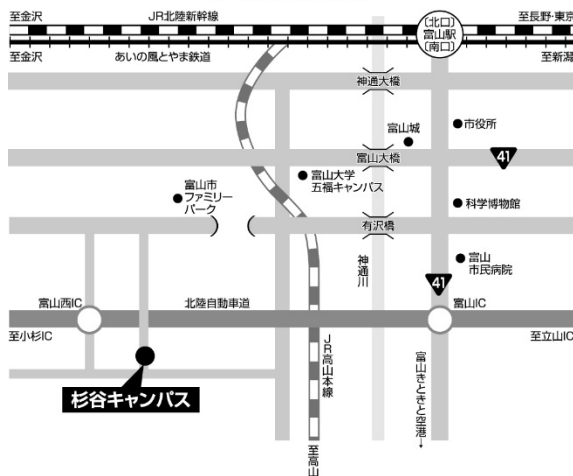 至金沢
JR北陸新幹線
至長野・東京
〔北口〕
富山駅
〔南口〕
至金沢
あいの風とやま鉄道
至新潟
神通大橋
市役所
富山城
富山大橋
41
富山大学
五福キャンパス
富山市
ファミリー
パーク
科学博物館
有沢橋
神通川
富山
市民病院
41
富山西IC
北陸自動車道
富山IC
至小杉IC
至立山IC
JR高山本線
富山きときと空港→
杉谷キャンパス
至高山